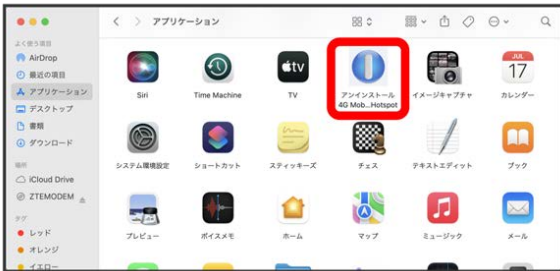 アプリケーション
よく使う項目
AirDrop
最近の項目
アプリケーション
デスクトップ
書類
ダウンロード
場所
iCloud Drive
ZTEMODEM
タグ
レッド
オレンジ
イエロー
Siri
Time Machine
tv
TV
アンインストール
4G Mob...Hotspot
イメージキャプチャ
JUL
17
カレンダー
システム環境設定
ショートカット
スティッキーズ
チェス
テキストエディット
ブック
プレビュー
ボイスメモ
ホーム
マップ
ミュージック
メール